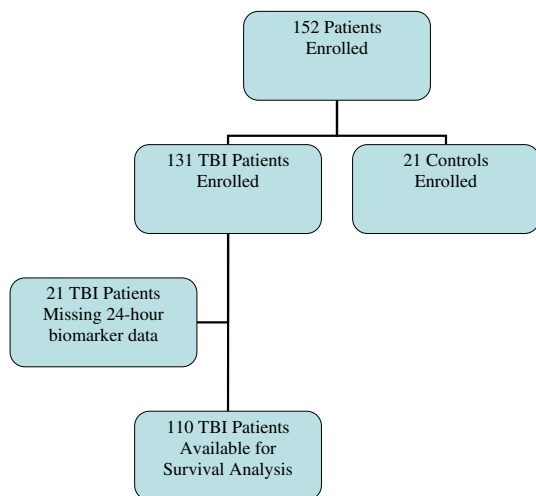 152 Patients
Enrolled
131 TBI Patients
Enrolled
21 Controls
Enrolled
21 TBI Patients
Missing 24-hour
biomarker data
110 TBI Patients
Available for
Survival Analysis